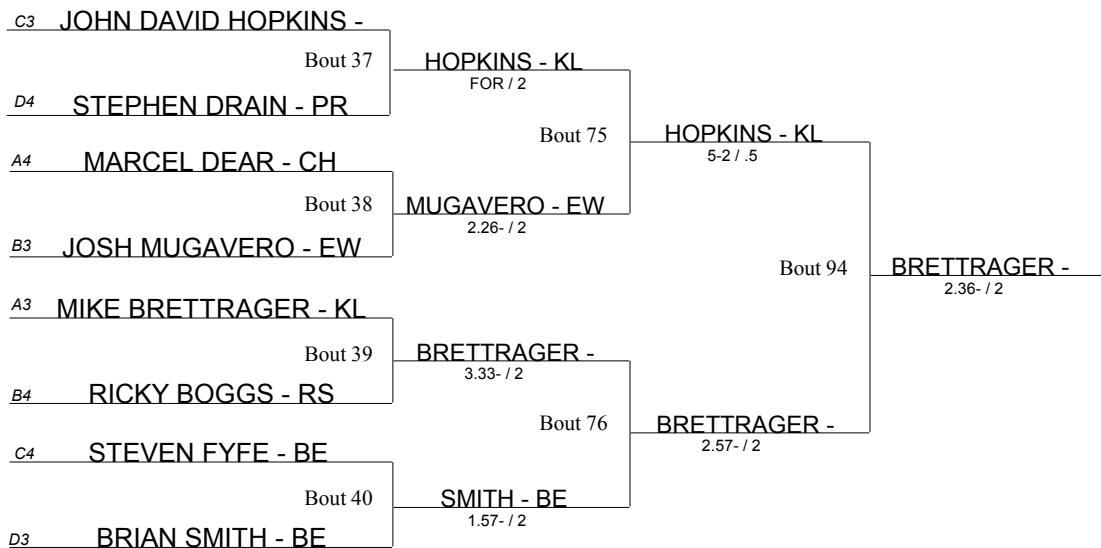 C3 JOHN DAVID HOPKINS -
Bout 37
HOPKINS - KL
FOR / 2
D4 STEPHEN DRAIN - PR
Bout 75
HOPKINS - KL
5-2 / .5
A4 MARCEL DEAR - CH
Bout 38
MUGAVERO - EW
2.26- / 2
B3 JOSH MUGAVERO - EW
Bout 94
BRETTRAGER -
2.36- / 2
A3 MIKE BRETTRAGER - KL
Bout 39
BRETTRAGER -
3.33- / 2
B4 RICKY BOGGS - RS
Bout 76
BRETTRAGER -
2.57- / 2
C4 STEVEN FYFE - BE
Bout 40
SMITH - BE
1.57- / 2
D3 BRIAN SMITH - BE